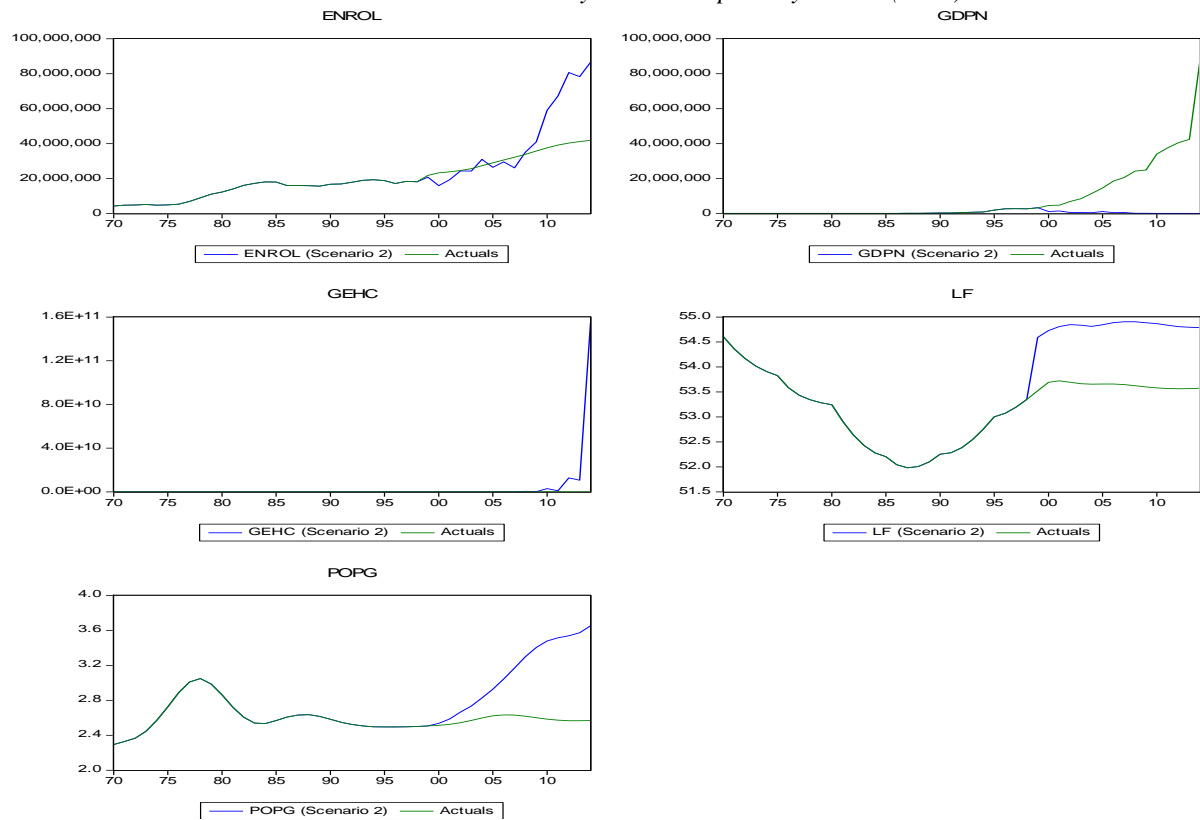 ENROL
100,000,000
80,000,000
60,000,000
40,000,000
20,000,000
0
70 75 80 85 90 95 00 05 10
ENROL (Scenario 2) Actuals
GDPN
100,000,000
80,000,000
60,000,000
40,000,000
20,000,000
0
70 75 80 85 90 95 00 05 10
GDPN (Scenario 2) Actuals
GEHC
1.6E+11
1.2E+11
8.0E+10
4.0E+10
0.0E+00
70 75 80 85 90 95 00 05 10
GEHC (Scenario 2) Actuals
LF
55.0
54.5
54.0
53.5
53.0
52.5
52.0
51.5
70 75 80 85 90 95 00 05 10
LF (Scenario 2) Actuals
POPG
4.0
3.6
3.2
2.8
2.4
2.0
70 75 80 85 90 95 00 05 10
POPG (Scenario 2) Actuals